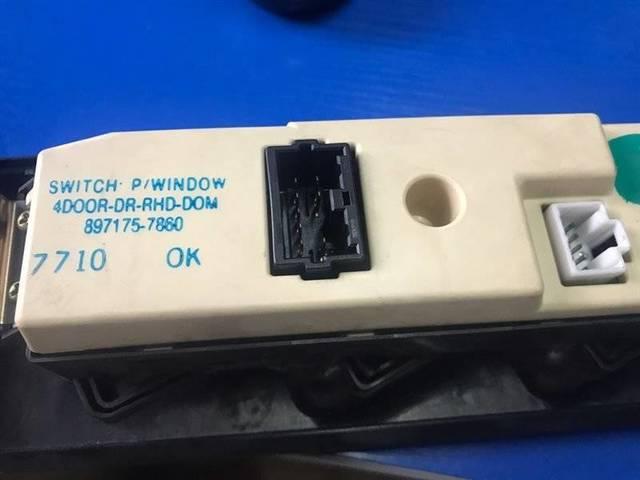 SWITCH P/WINDOW
4DOOR-DR-RHD-DOM
897175-7860
7710 OK